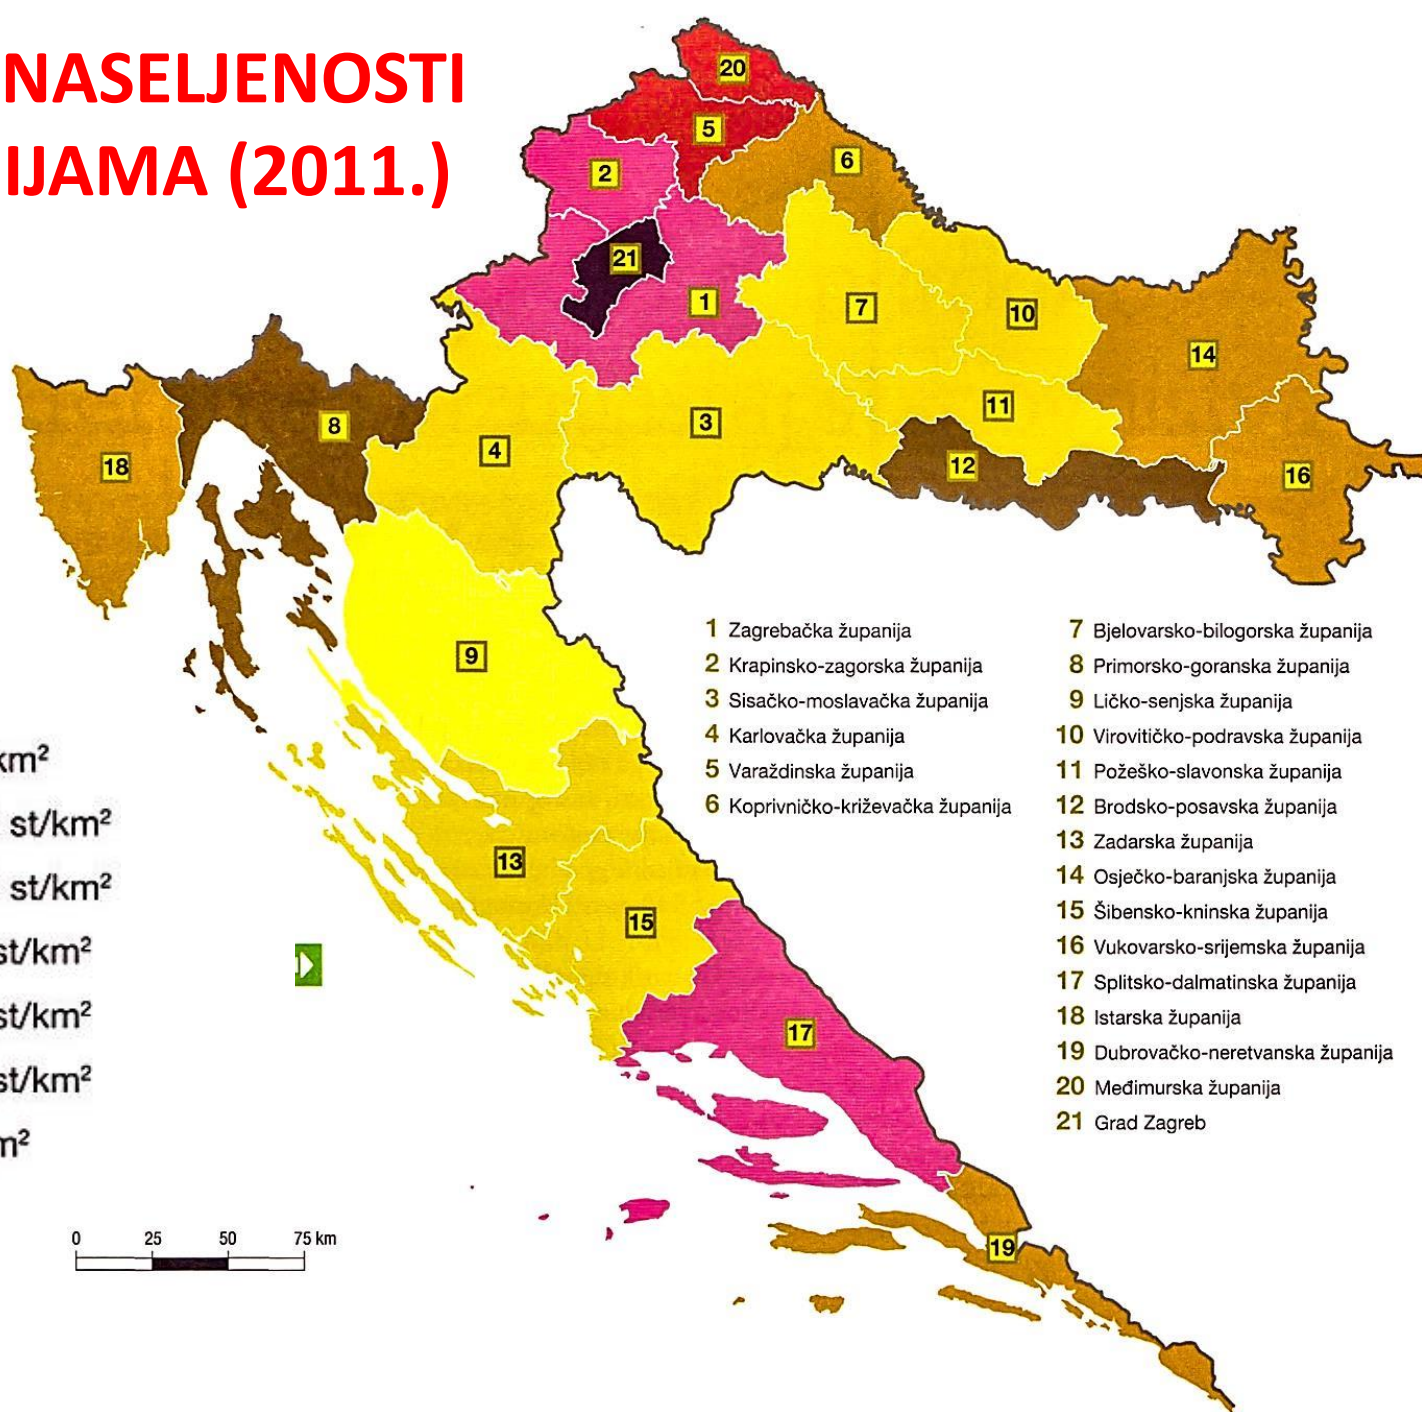 NASELJENOSTI
IJAMA (2011.)
20
5
6
2
21
1
7
10
14
8
3
11
4
18
12
16
9
13
15
17
19
1 Zagrebačka županija
2 Krapinsko-zagorska županija
3 Sisačko-moslavačka županija
4 Karlovačka županija
5 Varaždinska županija
6 Koprivničko-križevačka županija
7 Bjelovarsko-bilogorska županija
8 Primorsko-goranska županija
9 Ličko-senjska županija
10 Virovitičko-podravska županija
11 Požeško-slavonska županija
12 Brodsko-posavska županija
13 Zadarska županija
14 Osječko-baranjska županija
15 Šibensko-kninska županija
16 Vukovarsko-srijemska županija
17 Splitsko-dalmatinska županija
18 Istarska županija
19 Dubrovačko-neretvanska županija
20 Međimurska županija
21 Grad Zagreb
km²
st/km²
st/km²
st/km²
st/km²
st/km²
m²
0 25 50 75 km